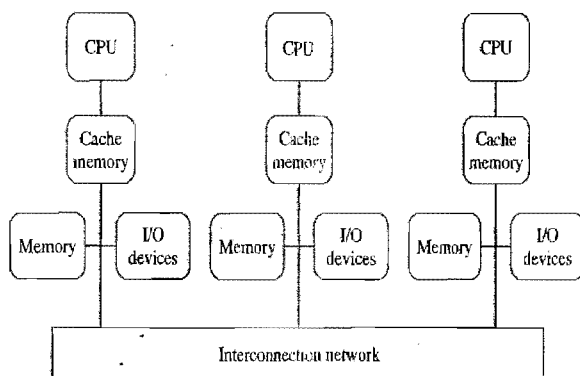 CPU
CPU
CPU
Cache
memory
Cache
memory
Cache
memory
Memory
I/O
devices
Memory
I/O
devices
Memory
I/O
devices
Interconnection network